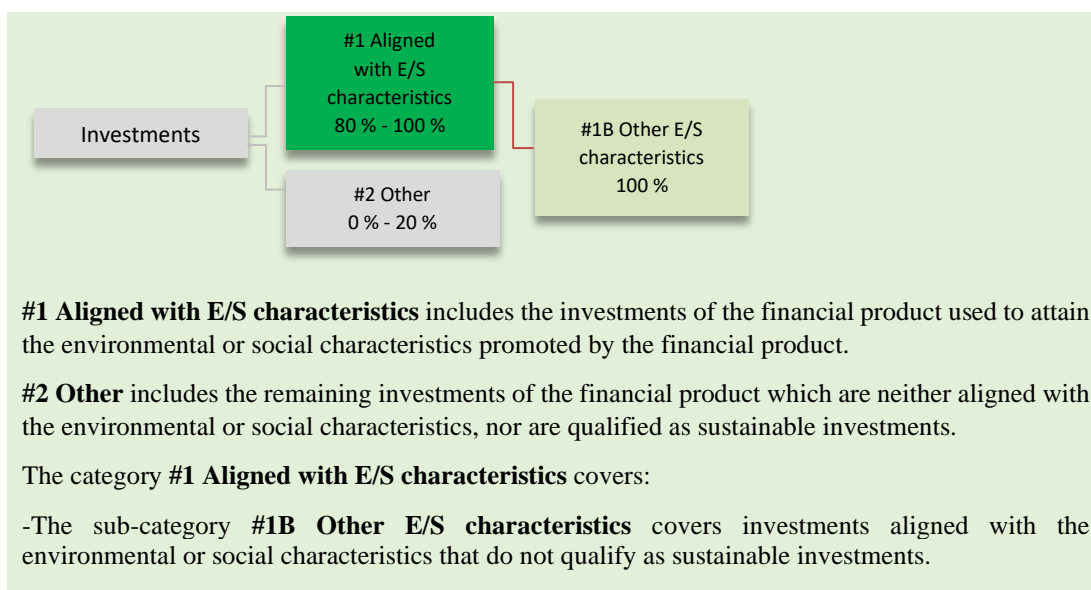 Investments
#1 Aligned
with E/S
characteristics
80 % - 100 %
#2 Other
0 % - 20 %
#1B Other E/S
characteristics
100 %
#1 Aligned with E/S characteristics includes the investments of the financial product used to attain
the environmental or social characteristics promoted by the financial product.
#2 Other includes the remaining investments of the financial product which are neither aligned with
the environmental or social characteristics, nor are qualified as sustainable investments.
The category #1 Aligned with E/S characteristics covers:
-The sub-category #1B Other E/S characteristics covers investments aligned with the
environmental or social characteristics that do not qualify as sustainable investments.